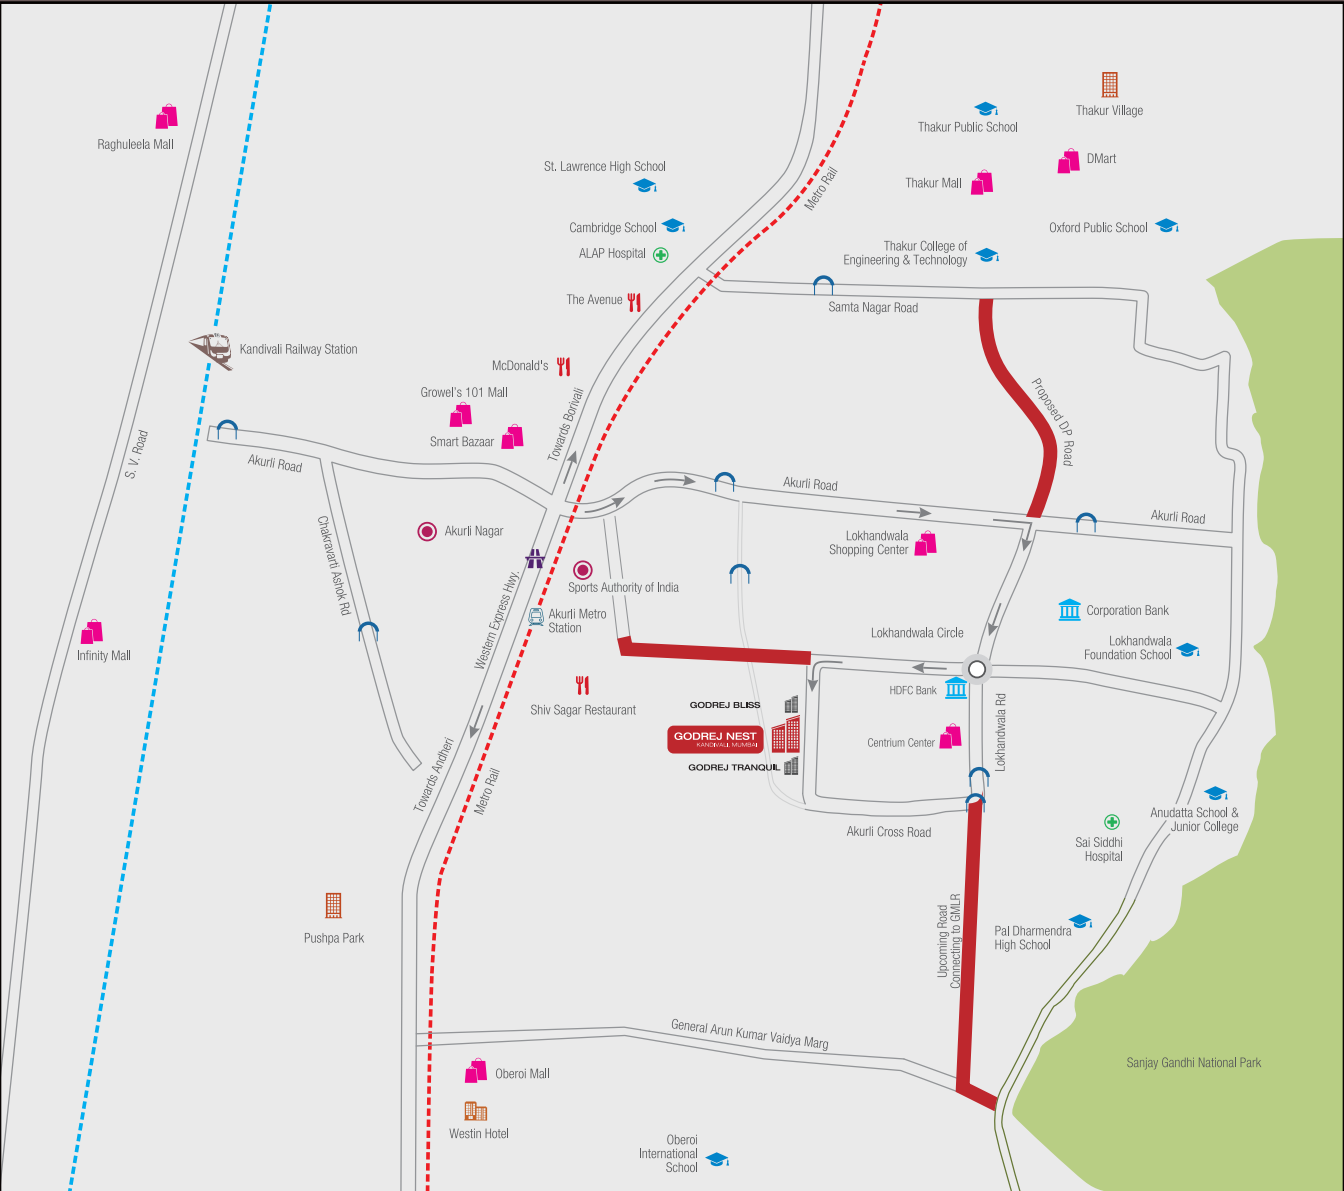 Thakur Village
Thakur Public School
Raghuleela Mall
DMart
St. Lawrence High School
Thakur Mall
Metro Rail
Cambridge School
Oxford Public School
ALAP Hospital
Thakur College of
Engineering & Technology
The Avenue
Samta Nagar Road
Kandivali Railway Station
McDonald's
Growel's 101 Mall
Towards Borivali
Proposed DP Road
Smart Bazaar
S. V. Road
Akurli Road
Akurli Road
Akurli Road
Akurli Nagar
Lokhandwala
Shopping Center
Chakravarti Ashok Rd
Sports Authority of India
Western Express Hwy.
Akurli Metro
Station
Corporation Bank
Lokhandwala Circle
Lokhandwala
Foundation School
Infinity Mall
HDFC Bank
Shiv Sagar Restaurant
GODREJ BLISS
GODREJ NEST
KANDIVALI, MUMBAI
GODREJ TRANQUIL
Lokhandwala Rd
Centrium Center
Towards Andheri
Metro Rail
Akurli Cross Road
Anudatta School &
Junior College
Sai Siddhi
Hospital
Upcoming Road
Connecting to GMLR
Pal Dharmendra
High School
Pushpa Park
General Arun Kumar Vaidya Marg
Sanjay Gandhi National Park
Oberoi Mall
Westin Hotel
Oberoi
International
School